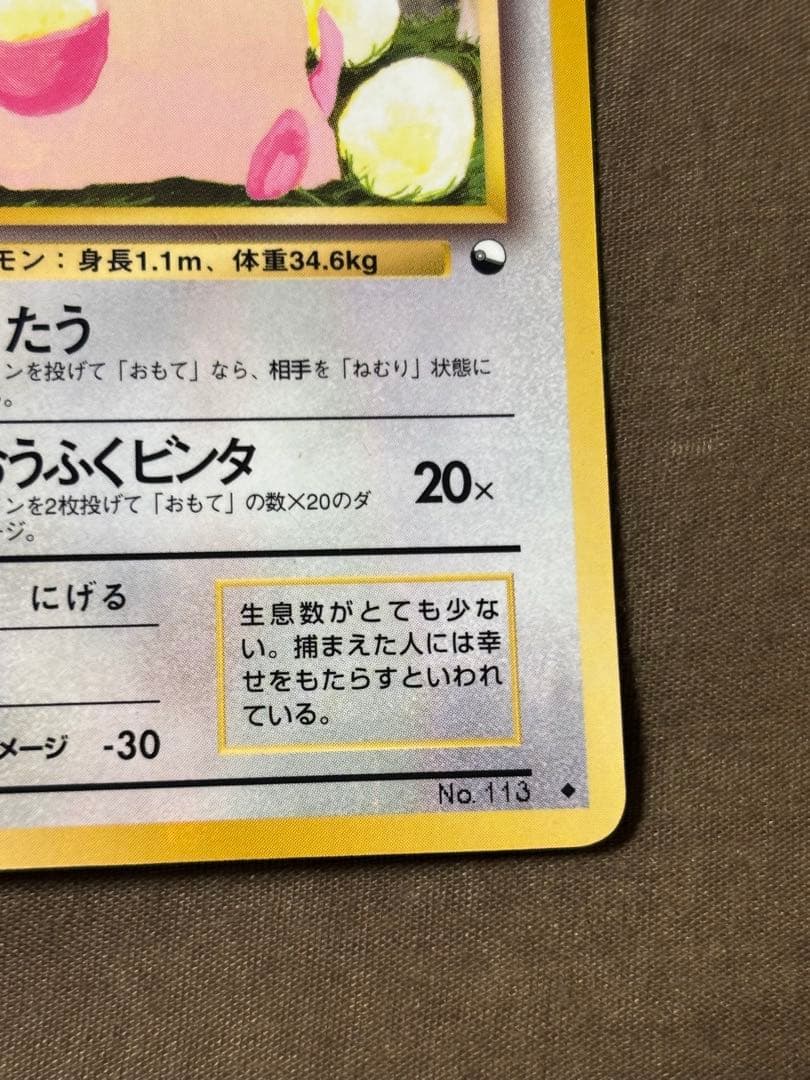 モン：身長1.1m、体重34.6kg
たう
ンを投げて「おもて」なら、相手を「ねむり」状態に
。
うふくビンタ 20×
ンを2枚投げて「おもて」の数×20のダ
ージ。
にげる
生息数がとても少な
い。捕まえた人には幸
せをもたらすといわれ
ている。
メージ -30
No. 113 ◆